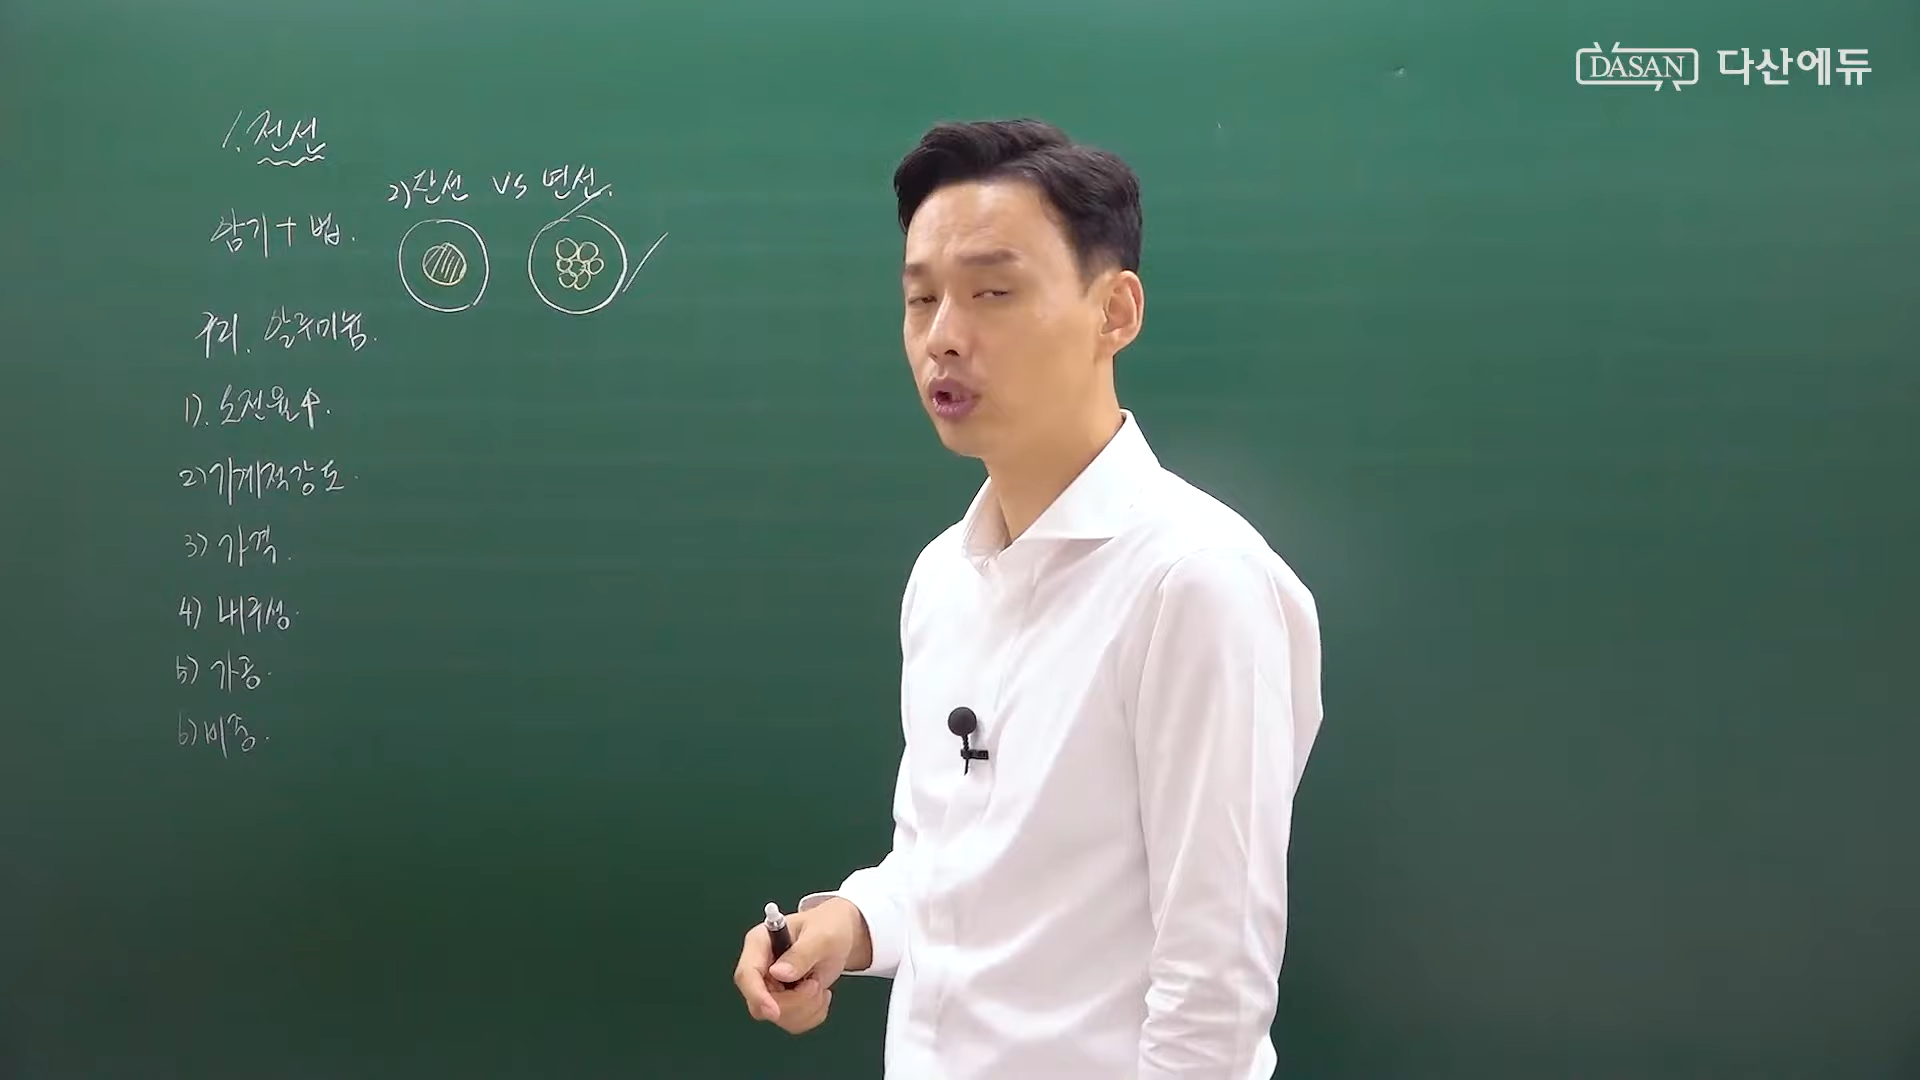 DASAN 다산에듀
1. 전선
암기 + 법.
2) 단선 vs 연선.
구리. 알루미늄.
1). 도전율↑.
2) 기계적강도.
3) 가격.
4) 내구성.
5) 가공.
6) 비중.